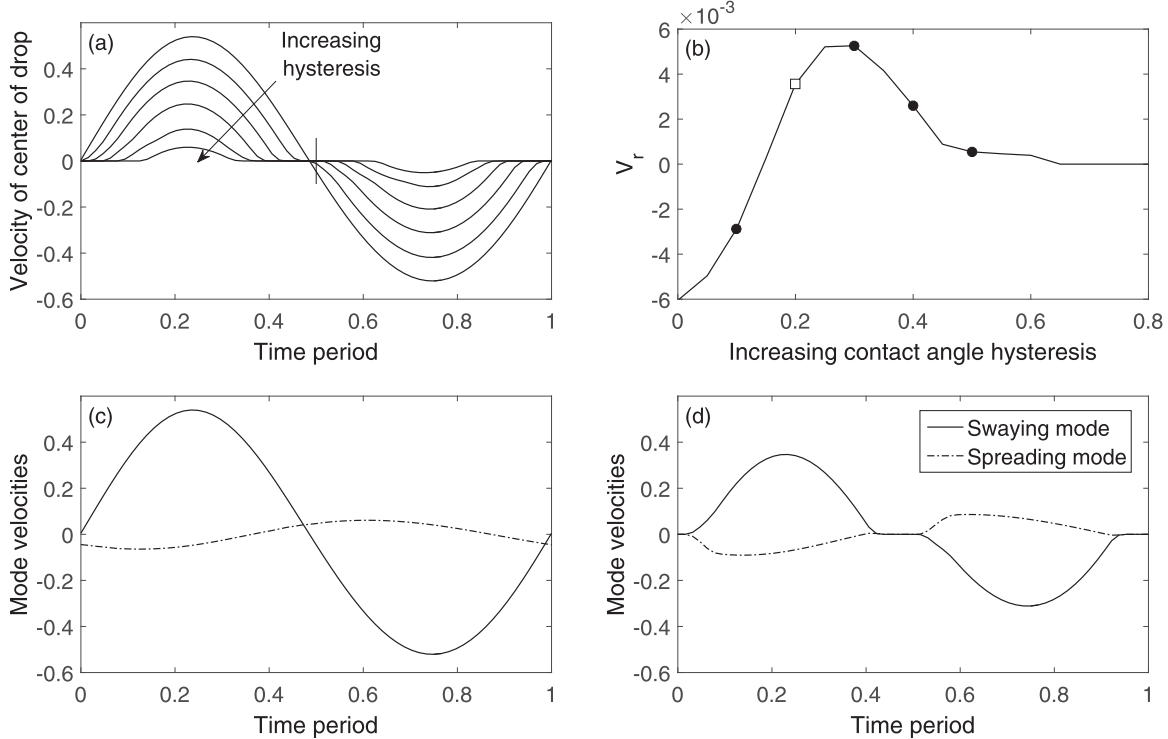 (a)
Increasing
hysteresis
Velocity of center of drop
0.4
0.2
0
-0.2
-0.4
-0.6
0 0.2 0.4 0.6 0.8 1
Time period
×10-3
(b)
Vr
6
4
2
0
-2
-4
-6
0 0.2 0.4 0.6 0.8
Increasing contact angle hysteresis
(c)
Mode velocities
0.4
0.2
0
-0.2
-0.4
-0.6
0 0.2 0.4 0.6 0.8 1
Time period
(d)
Swaying mode
Spreading mode
Mode velocities
0.4
0.2
0
-0.2
-0.4
-0.6
0 0.2 0.4 0.6 0.8 1
Time period